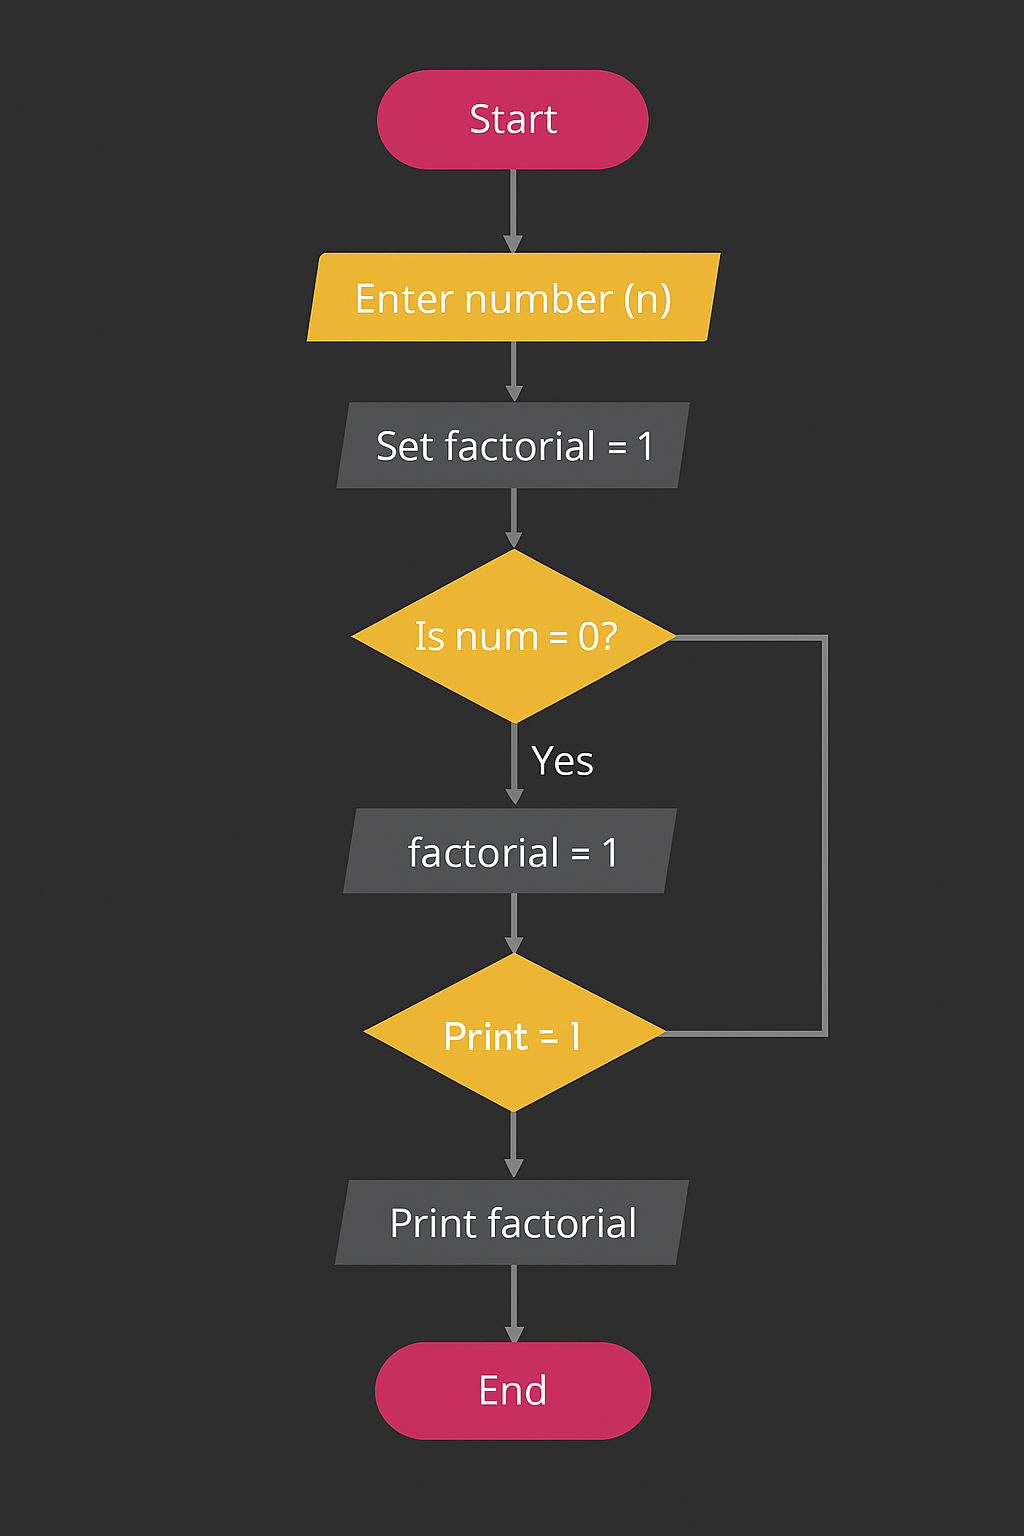 Start
Enter number (n)
Set factorial = 1
Is num = 0?
Yes
factorial = 1
Print = 1
Print factorial
End